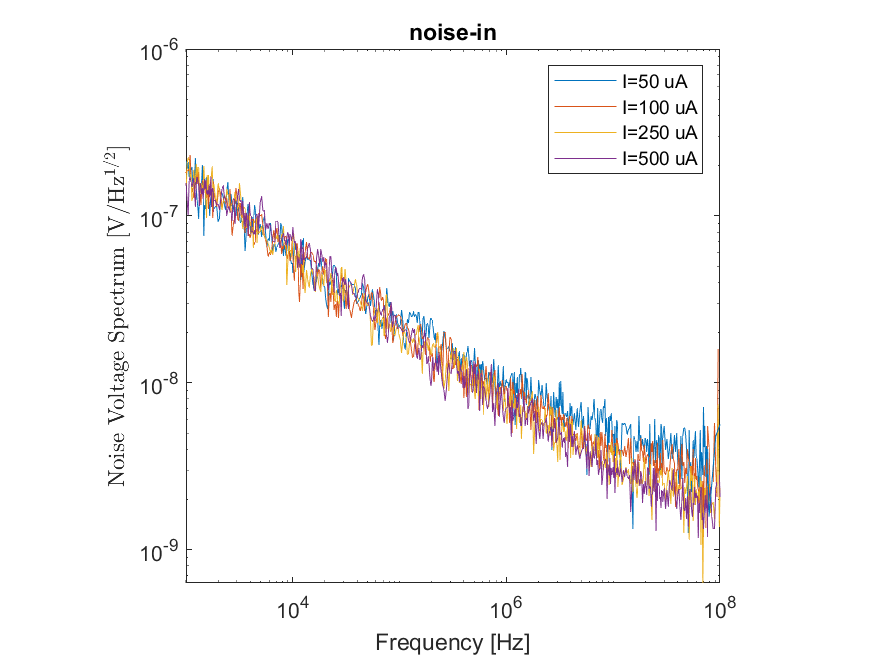 noise-in
10^-6
10^-7
10^-8
10^-9
Noise Voltage Spectrum [V/Hz^1/2]
I=50 uA
I=100 uA
I=250 uA
I=500 uA
10^4
10^6
10^8
Frequency [Hz]